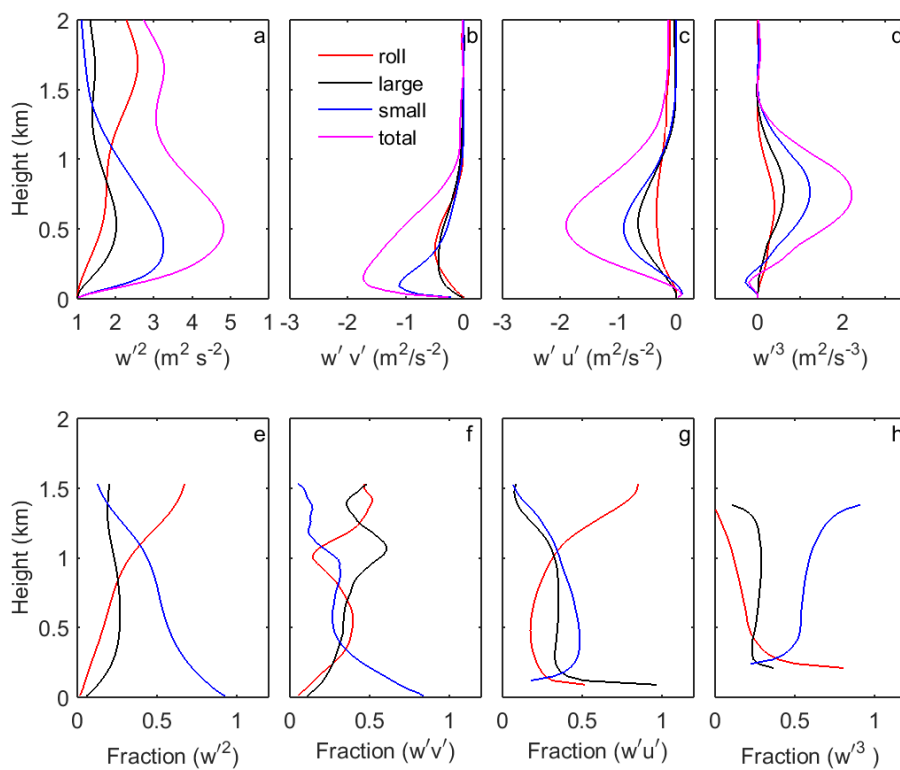 a
b
c
d
roll
large
small
total
Height (km)
2
1.5
1
0.5
0
1 2 3 4 5 1
-3 -2 -1 0
-3 -2 -1 0
0 2
w′² (m² s⁻²)
w′ v′ (m²/s⁻²)
w′ u′ (m²/s⁻²)
w′³ (m²/s⁻³)
e
f
g
h
Height (km)
2
1.5
1
0.5
0
0 0.5 1
0 0.5 1
0 0.5 1
0 0.5 1
Fraction (w′²)
Fraction (w′v′)
Fraction (w′u′)
Fraction (w′³ )